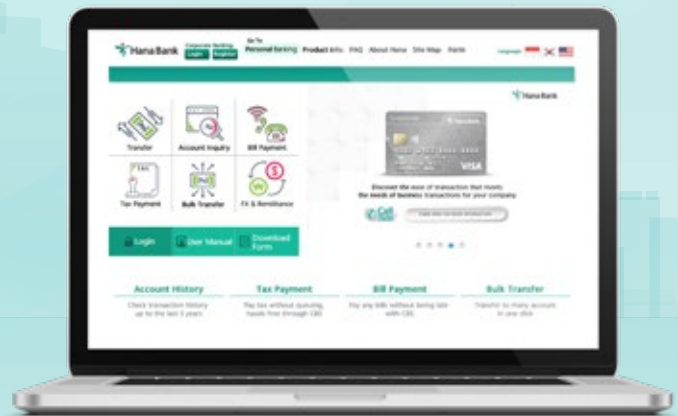 Go To
Hana Bank
Corporate Banking
Login Register
Personal Banking Product Info FAQ About Hana Site Map Form
Language
Hana Bank
Transfer
Account Inquiry
Bill Payment
Tax Payment
Bulk Transfer
FX & Remittance
VISA
Discover the ease of transaction that meets
the needs of business transactions for your company
Login
User Manual
Download
Form
Account History
Check transaction history
up to the last 3 years
Tax Payment
Pay tax without queuing,
hassle free through CBS
Bill Payment
Pay any bills without being late
with CBS
Bulk Transfer
Transfer to many account
in one click